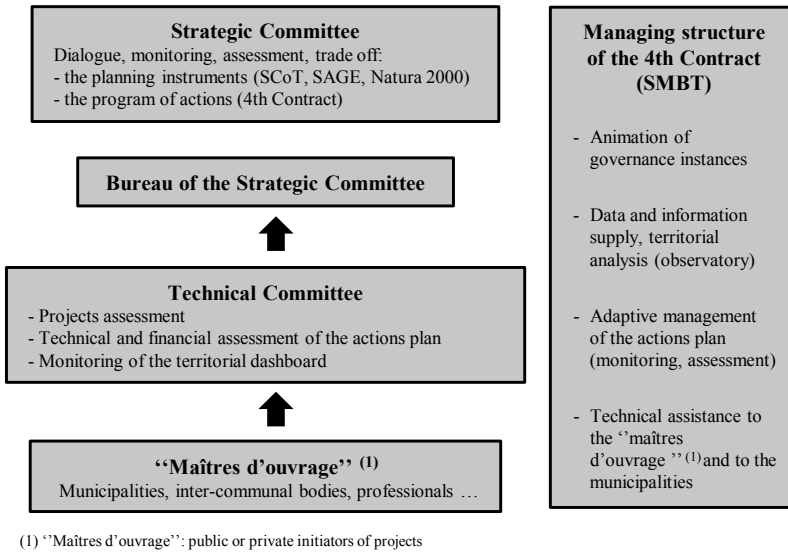 Strategic Committee
Dialogue, monitoring, assessment, trade off:
- the planning instruments (SCoT, SAGE, Natura 2000)
- the program of actions (4th Contract)
Bureau of the Strategic Committee
Technical Committee
- Projects assessment
- Technical and financial assessment of the actions plan
- Monitoring of the territorial dashboard
‘‘Maîtres d'ouvrage’’ (1)
Municipalities, inter-communal bodies, professionals …
Managing structure
of the 4th Contract
(SMBT)
- Animation of
governance instances
- Data and information
supply, territorial
analysis (observatory)
- Adaptive management
of the actions plan
(monitoring, assessment)
- Technical assistance to
the ‘’maîtres
d'ouvrage ’’ (1) and to the
municipalities
(1) ‘’Maîtres d'ouvrage’’: public or private initiators of projects